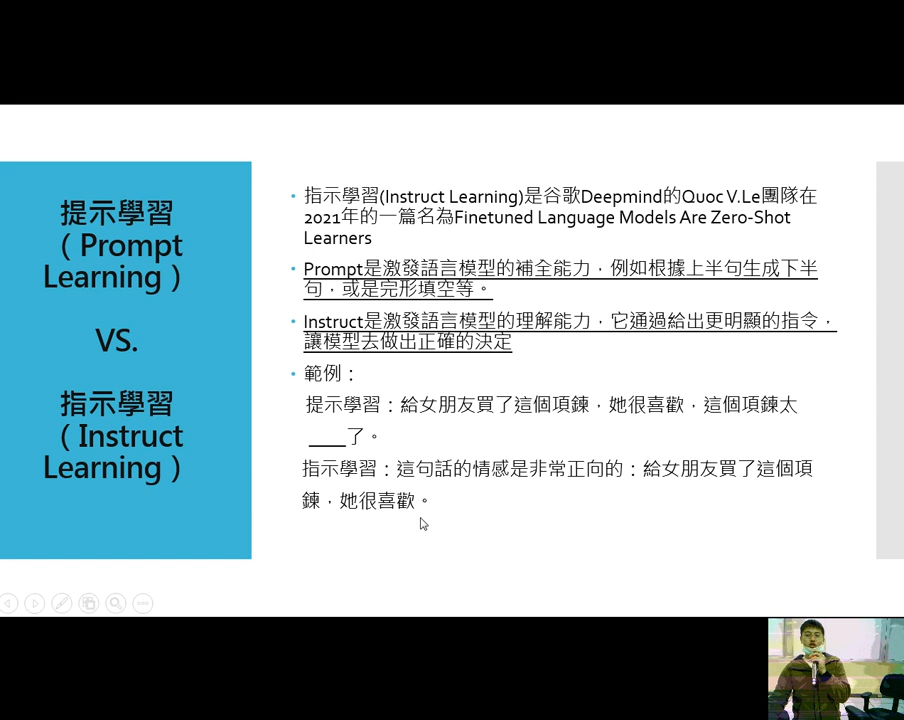 提示學習
（Prompt
Learning）
VS.
指示學習
（Instruct
Learning）
• 指示學習(Instruct Learning)是谷歌Deepmind的Quoc V.Le團隊在
2021年的一篇名為Finetuned Language Models Are Zero-Shot
Learners
• Prompt是激發語言模型的補全能力，例如根據上半句生成下半
句，或是完形填空等。
• Instruct是激發語言模型的理解能力，它通過給出更明顯的指令，
讓模型去做出正確的決定
• 範例：
提示學習：給女朋友買了這個項鍊，她很喜歡，這個項鍊太
____了。
指示學習：這句話的情感是非常正向的：給女朋友買了這個項
鍊，她很喜歡。